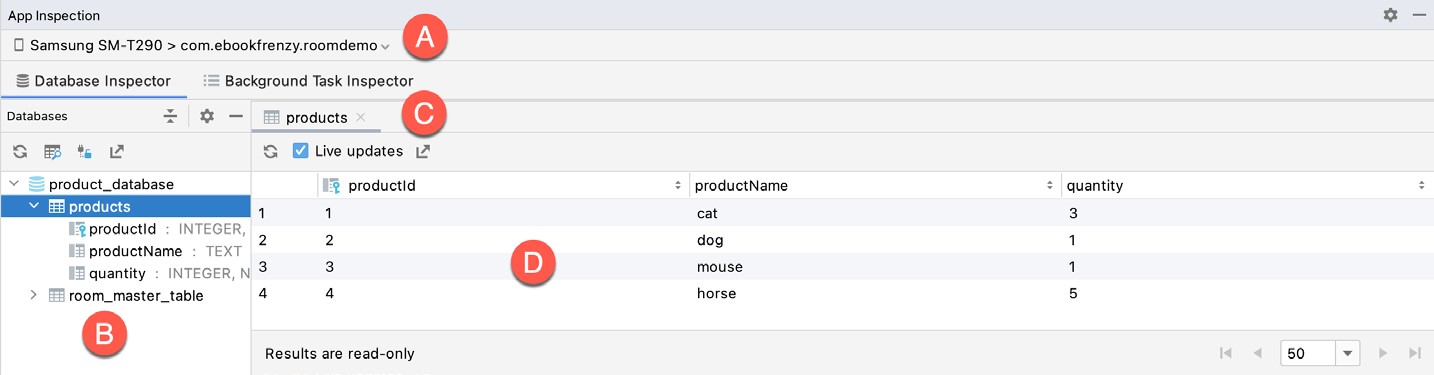 App Inspection
Samsung SM-T290 > com.ebookfrenzy.roomdemo
A
Database Inspector Background Task Inspector
Databases
products
C
Live updates
product_database
products
productId : INTEGER,
productName : TEXT
quantity : INTEGER, N
room_master_table
B
productId productName quantity
1 1 cat 3
2 2 dog 1
3 3 mouse 1
4 4 horse 5
D
Results are read-only
50